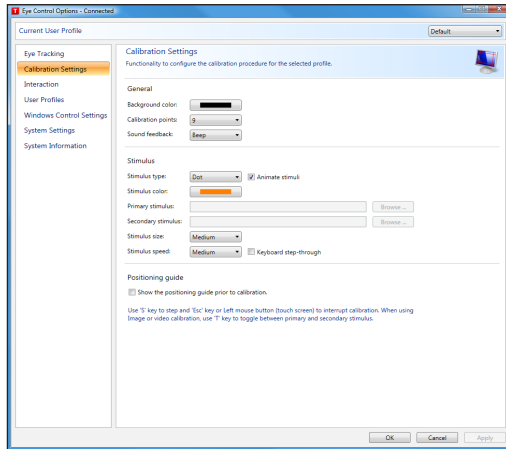 Eye Control Options - Connected
Current User Profile
Default
Eye Tracking
Calibration Settings
Interaction
User Profiles
Windows Control Settings
System Settings
System Information
Calibration Settings
Functionality to configure the calibration procedure for the selected profile.
General
Background color:
Calibration points: 9
Sound feedback: Beep
Stimulus
Stimulus type: Dot Animate stimuli
Stimulus color:
Primary stimulus: Browse ...
Secondary stimulus: Browse ...
Stimulus size: Medium
Stimulus speed: Medium Keyboard step-through
Positioning guide
Show the positioning guide prior to calibration.
Use 'S' key to step and 'Esc' key or Left mouse button (touch screen) to interrupt calibration. When using
Image or video calibration, use 'T' key to toggle between primary and secondary stimulus.
OK Cancel Apply